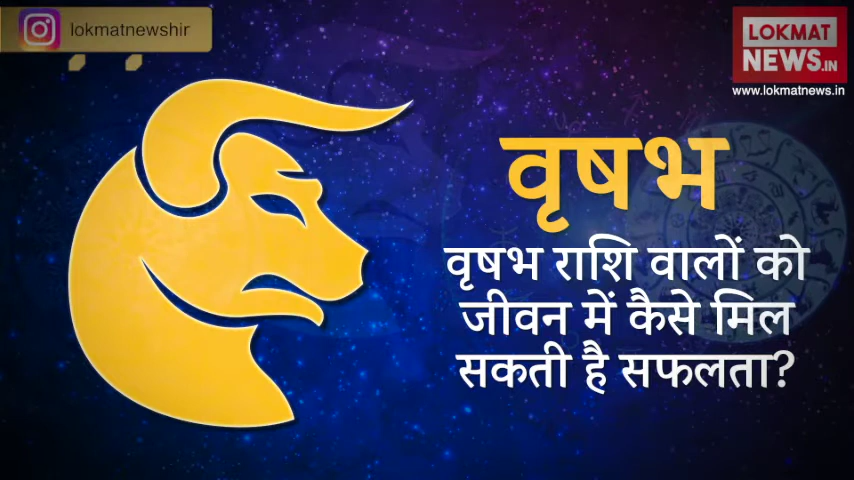 lokmatnewshir
LOKMAT
NEWS.IN
www.lokmatnews.in
वृषभ
वृषभ राशि वालों को
जीवन में कैसे मिल
सकती है सफलता?